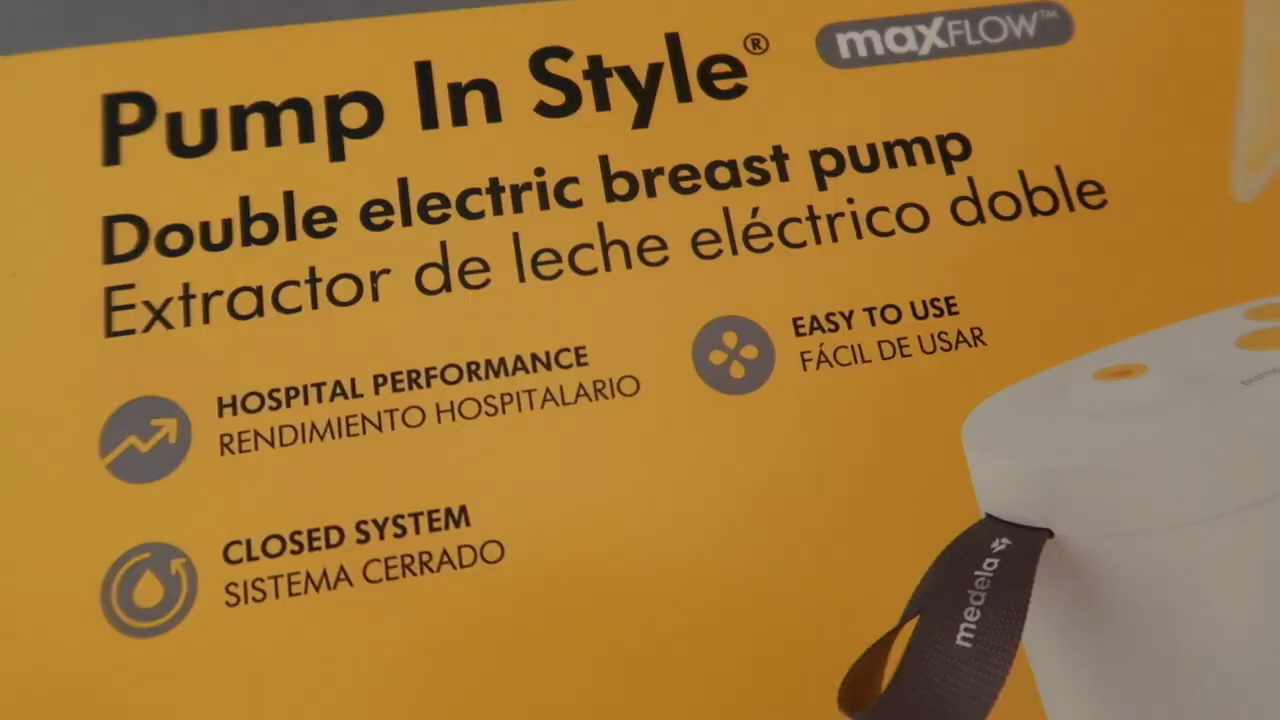 Pump In Style®
maxFLOW™
Double electric breast pump
Extractor de leche eléctrico doble
HOSPITAL PERFORMANCE
RENDIMIENTO HOSPITALARIO
EASY TO USE
FÁCIL DE USAR
CLOSED SYSTEM
SISTEMA CERRADO
medela